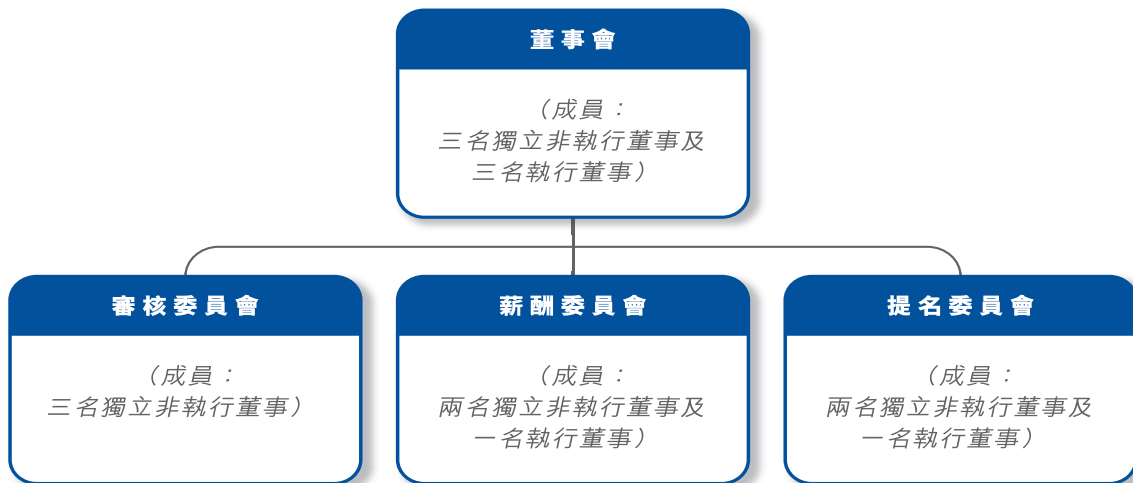 董事會
（成員：
三名獨立非執行董事及
三名執行董事）
審核委員會
（成員：
三名獨立非執行董事）
薪酬委員會
（成員：
兩名獨立非執行董事及
一名執行董事）
提名委員會
（成員：
兩名獨立非執行董事及
一名執行董事）